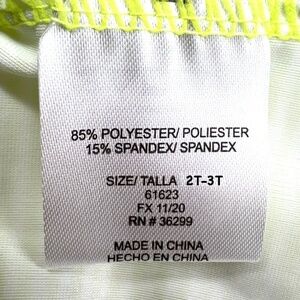 85% POLYESTER/ POLIESTER
15% SPANDEX/ SPANDEX
SIZE/ TALLA 2T-3T
61623
FX 11/20
RN # 36299
MADE IN CHINA
HECHO EN CHINA